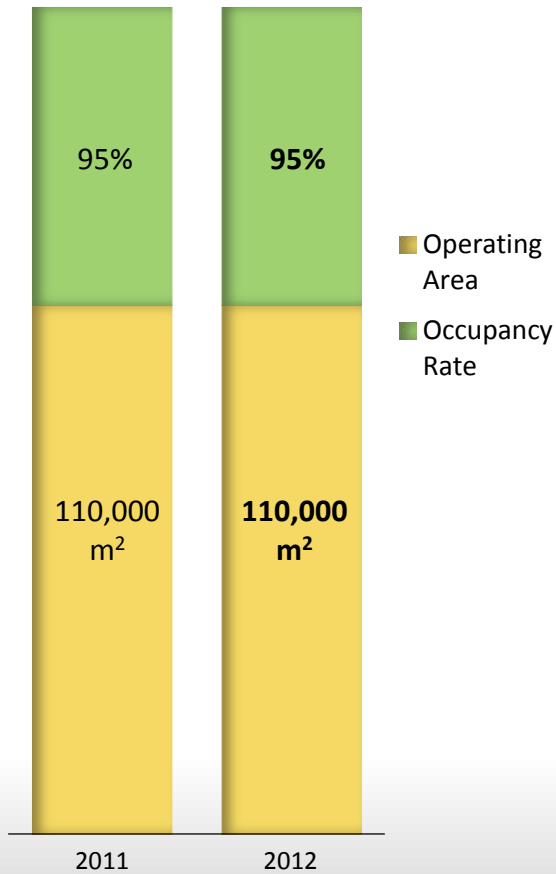 95%
95%
Operating
Area
Occupancy
Rate
110,000
m²
110,000
m²
2011
2012